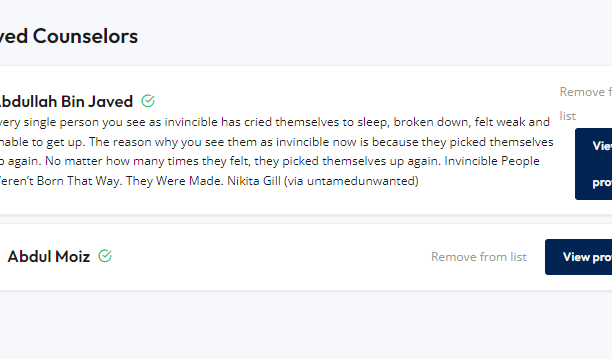 ved Counselors
Abdullah Bin Javed
Remove f
very single person you see as invincible has cried themselves to sleep, broken down, felt weak and
list
nable to get up. The reason why you see them as invincible now is because they picked themselves
p again. No matter how many times they felt, they picked themselves up again. Invincible People
Weren't Born That Way. They Were Made. Nikita Gill (via untamedunwanted)
Vie
pro
Abdul Moiz
Remove from list
View pro